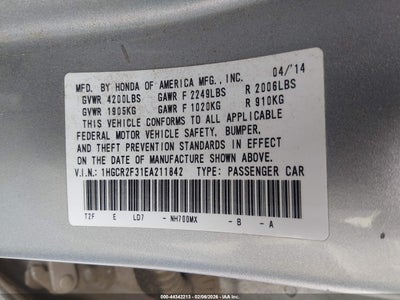 MFD. BY HONDA OF AMERICA MFG., INC. 04/'14
GVWR 4200LBS GAWR F 2249LBS R 2006LBS
GVWR 1905KG GAWR F 1020KG R 910KG
THIS VEHICLE CONFORMS TO ALL APPLICABLE
FEDERAL MOTOR VEHICLE SAFETY, BUMPER,
AND THEFT PREVENTION STANDARDS IN EFFECT
ON THE DATE OF MANUFACTURE SHOWN ABOVE.
V.I.N.: 1HGCR2F31EA211842 TYPE: PASSENGER CAR
T2F E LD7 - NH700MX - B - A
000-44342213 - 02/06/2026 - © IAA, LLC